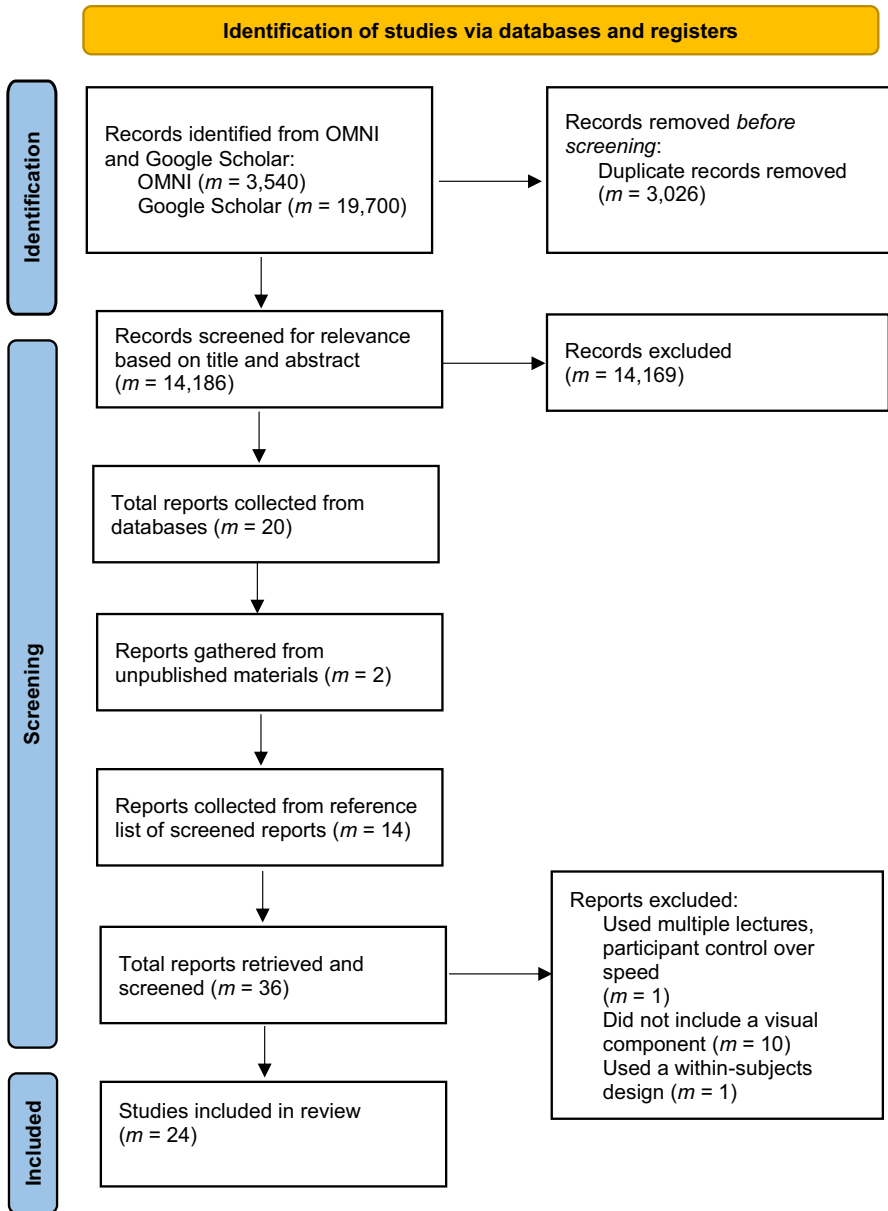 Identification of studies via databases and registers
Identification
Records identified from OMNI
and Google Scholar:
OMNI (m = 3,540)
Google Scholar (m = 19,700)
Records removed before
screening:
Duplicate records removed
(m = 3,026)
Screening
Records screened for relevance
based on title and abstract
(m = 14,186)
Records excluded
(m = 14,169)
Total reports collected from
databases (m = 20)
Reports gathered from
unpublished materials (m = 2)
Reports collected from reference
list of screened reports (m = 14)
Total reports retrieved and
screened (m = 36)
Reports excluded:
Used multiple lectures,
participant control over
speed
(m = 1)
Did not include a visual
component (m = 10)
Used a within-subjects
design (m = 1)
Included
Studies included in review
(m = 24)